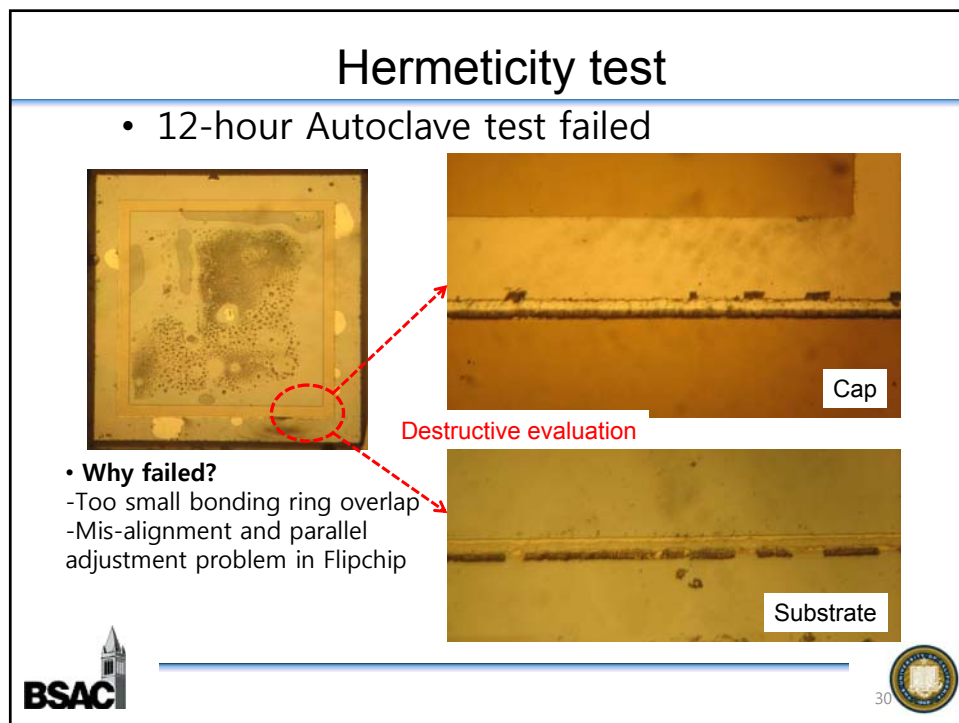 Hermeticity test
• 12-hour Autoclave test failed
Cap
Destructive evaluation
• Why failed?
-Too small bonding ring overlap
-Mis-alignment and parallel
adjustment problem in Flipchip
Substrate
BSAC
30